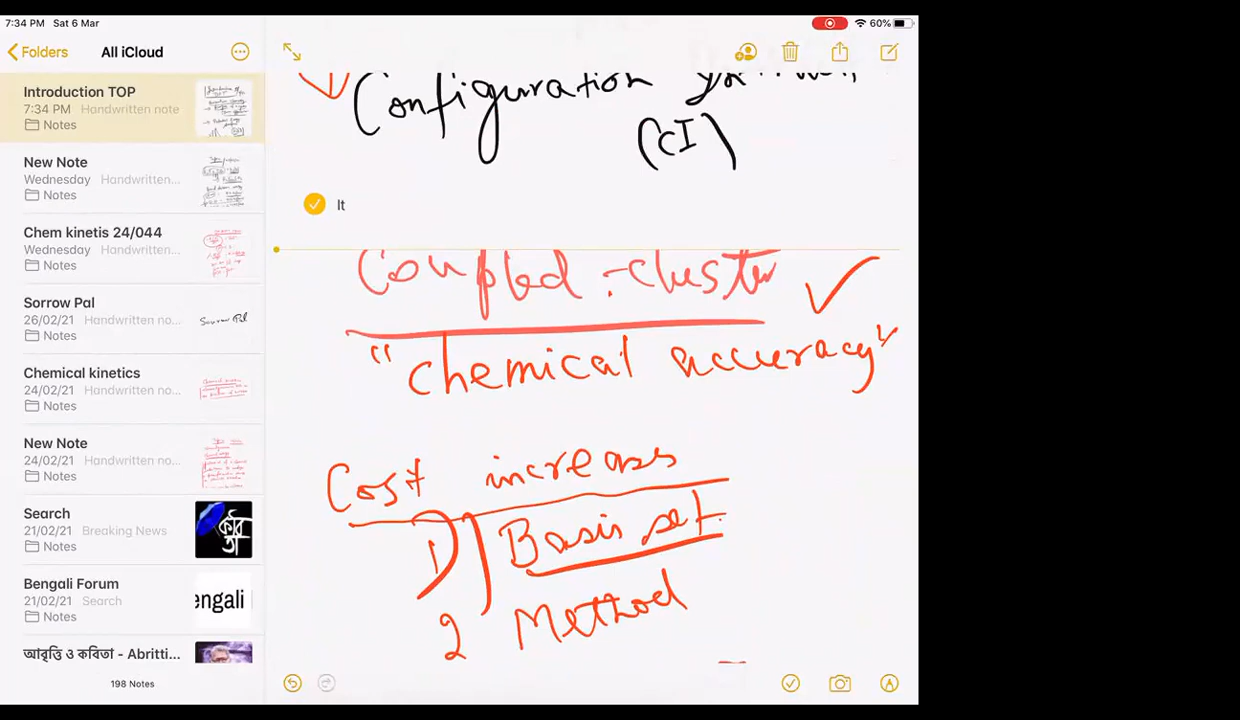 7:34 PM Sat 6 Mar
60%
Folders
All iCloud
Introduction TOP
7:34 PM Handwritten note
Notes
New Note
Wednesday Handwritten...
Notes
Chem kinetis 24/044
Wednesday Handwritten...
Notes
Sorrow Pal
26/02/21 Handwritten no...
Notes
Chemical kinetics
24/02/21 Handwritten no...
Notes
New Note
24/02/21 Handwritten no...
Notes
Search
21/02/21 Breaking News
Notes
Bengali Forum
21/02/21 Search
Notes
engali
আবৃত্তি ও কবিতা - Abritti...
198 Notes
Configuration
(CI)
It
Coupled-cluster
"chemical accuracy"
Cost increases
1) Basis set
2 Method